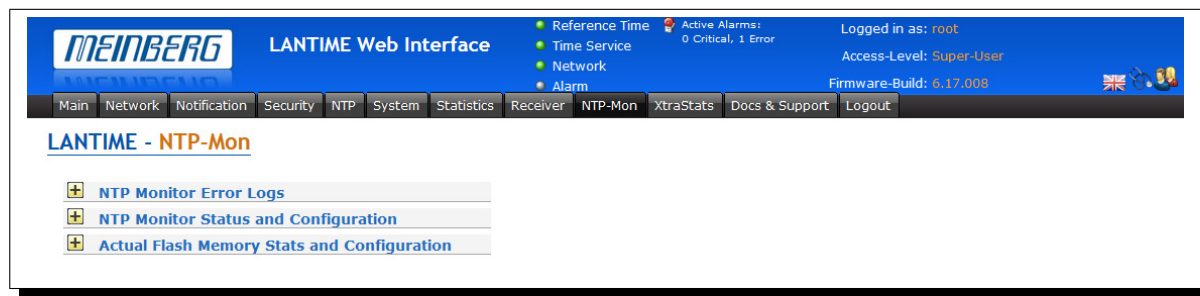 MEINBERG
LANTIME Web Interface
Reference Time
Time Service
Network
Alarm
Active Alarms:
0 Critical, 1 Error
Logged in as: root
Access-Level: Super-User
Firmware-Build: 6.17.008
Main Network Notification Security NTP System Statistics Receiver NTP-Mon XtraStats Docs & Support Logout
LANTIME - NTP-Mon
NTP Monitor Error Logs
NTP Monitor Status and Configuration
Actual Flash Memory Stats and Configuration